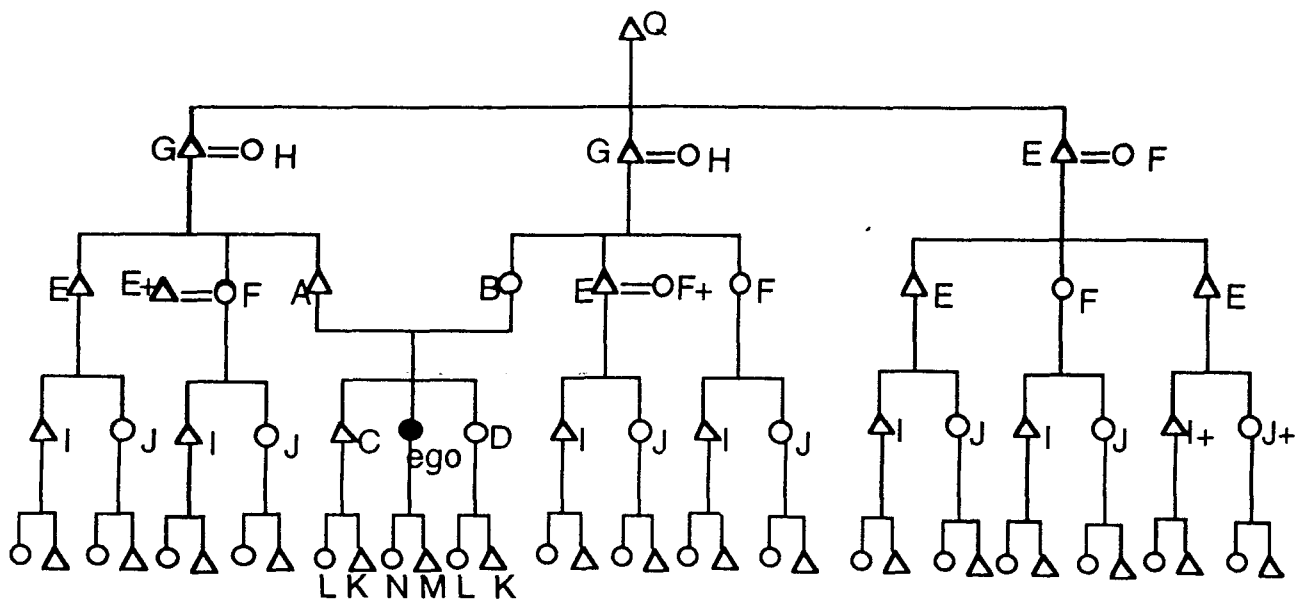 Q
G H G H E F
E E+ F A B E F+ F E F E
I J I J C ego D I J I J I J I J I+ J+
L K N M L K